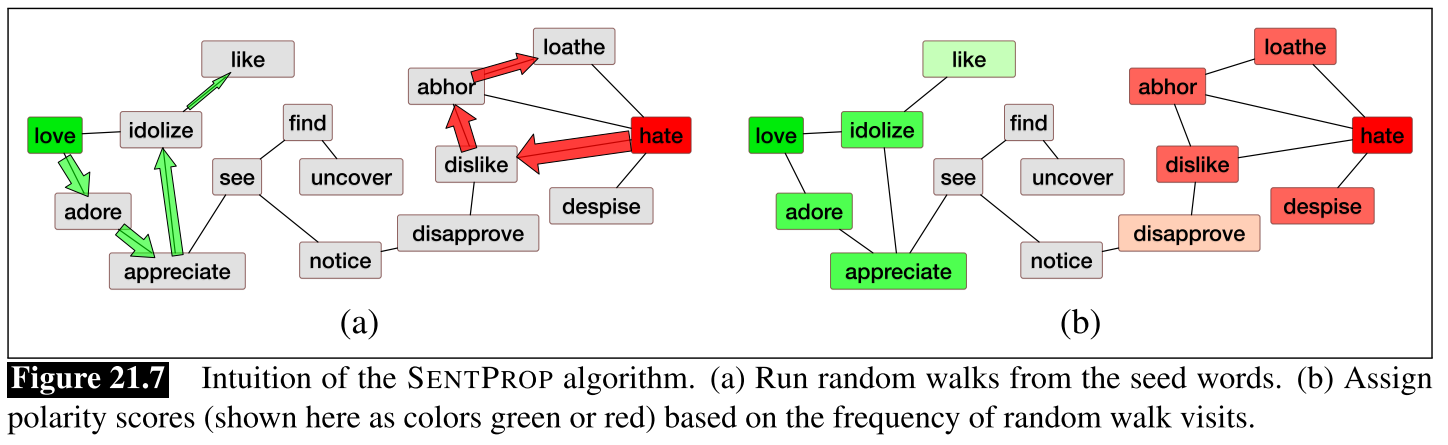 like
loathe
abhor
love
idolize
find
hate
dislike
see
uncover
adore
despise
disapprove
appreciate
notice
(a)
like
loathe
abhor
love
idolize
find
hate
dislike
see
uncover
adore
despise
disapprove
appreciate
notice
(b)
Figure 21.7 Intuition of the SENTPROP algorithm. (a) Run random walks from the seed words. (b) Assign
polarity scores (shown here as colors green or red) based on the frequency of random walk visits.